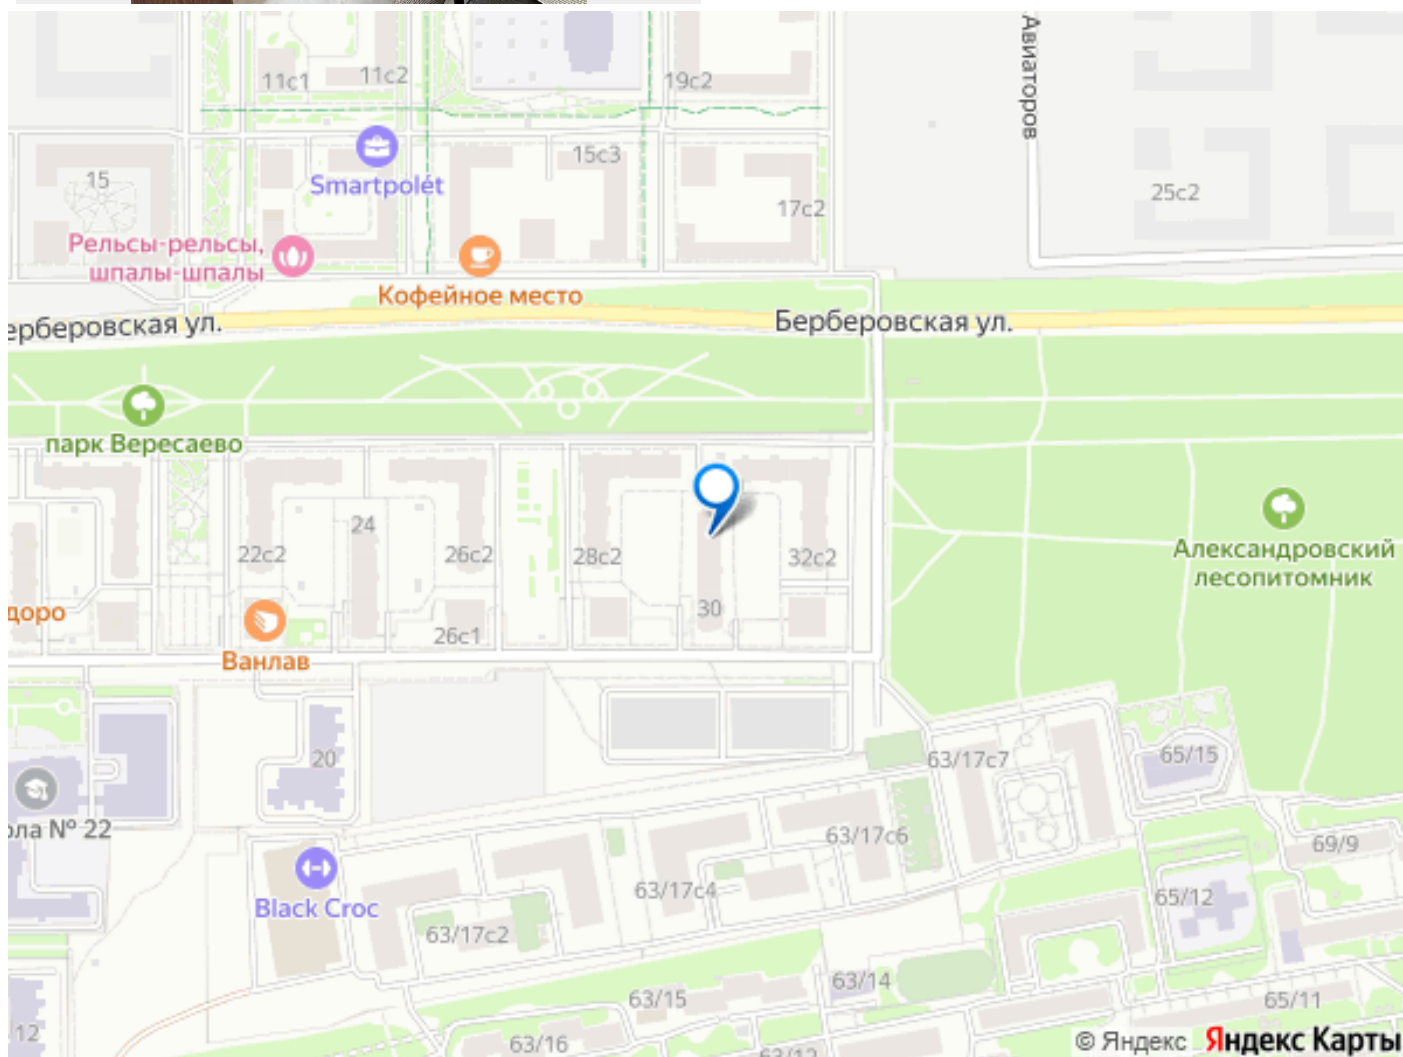 Авиаторов
11с1
11с2
19с2
15
Smartpolét
15с3
17с2
25с2
Рельсы-рельсы,
шпалы-шпалы
Кофейное место
ерберовская ул.
Берберовская ул.
парк Вересаево
24
22с2
26с2
28с2
32с2
Александровский
лесопитомник
доро
30
26с1
Ванлав
20
63/17с7
65/15
ола № 22
63/17с6
69/9
Black Croc
63/17с4
65/12
63/17с2
63/14
63/15
65/11
12
63/16
63/12
© Яндекс Яндекс Карты